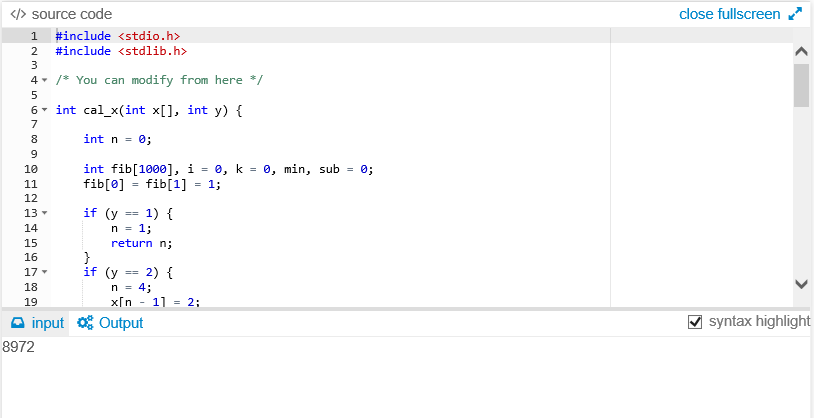 </> source code
close fullscreen
1 #include <stdio.h>
2 #include <stdlib.h>
3
4 /* You can modify from here */
5
6 int cal_x(int x[], int y) {
7
8 int n = 0;
9
10 int fib[1000], i = 0, k = 0, min, sub = 0;
11 fib[0] = fib[1] = 1;
12
13 if (y == 1) {
14 n = 1;
15 return n;
16 }
17 if (y == 2) {
18 n = 4;
19 x[n - 1] = 2;
input Output
syntax highlight
8972